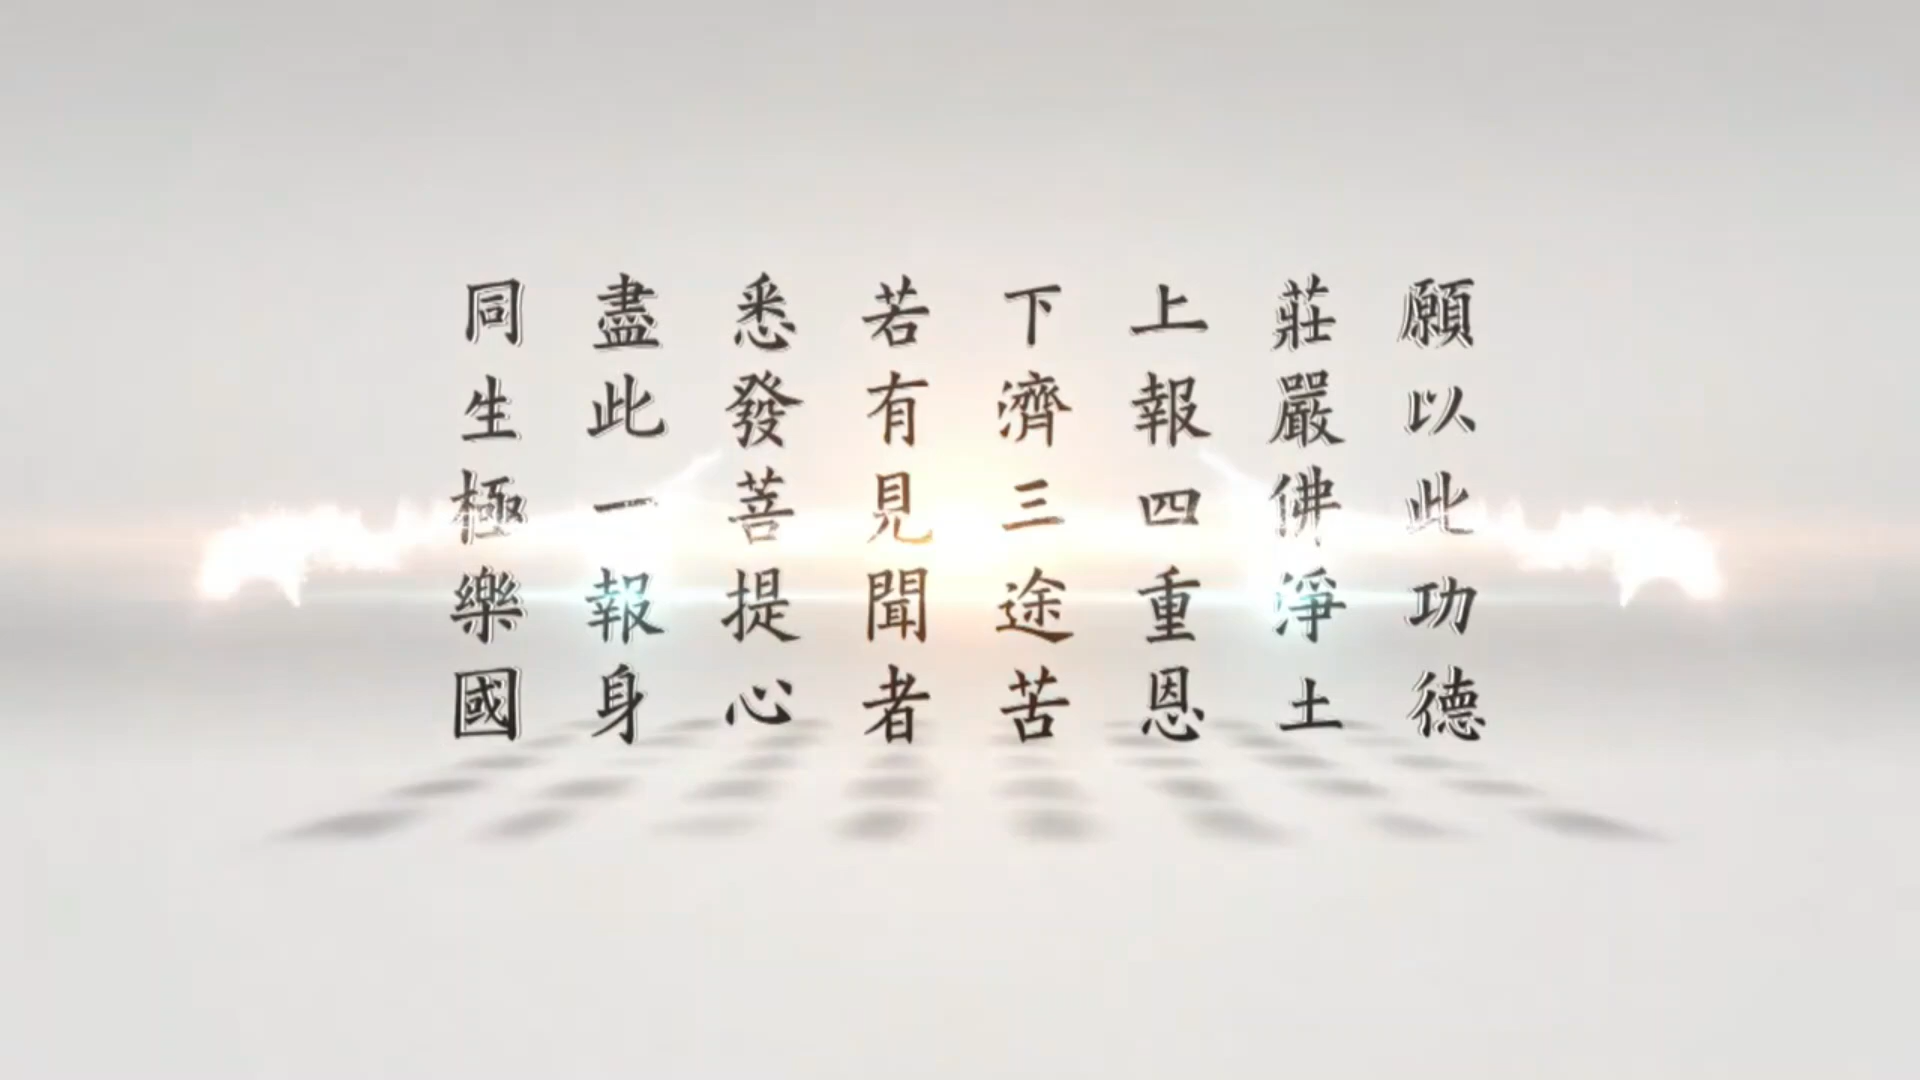 願以此功德
莊嚴佛淨土
上報四重恩
下濟三途苦
若有見聞者
悉發菩提心
盡此一報身
同生極樂國